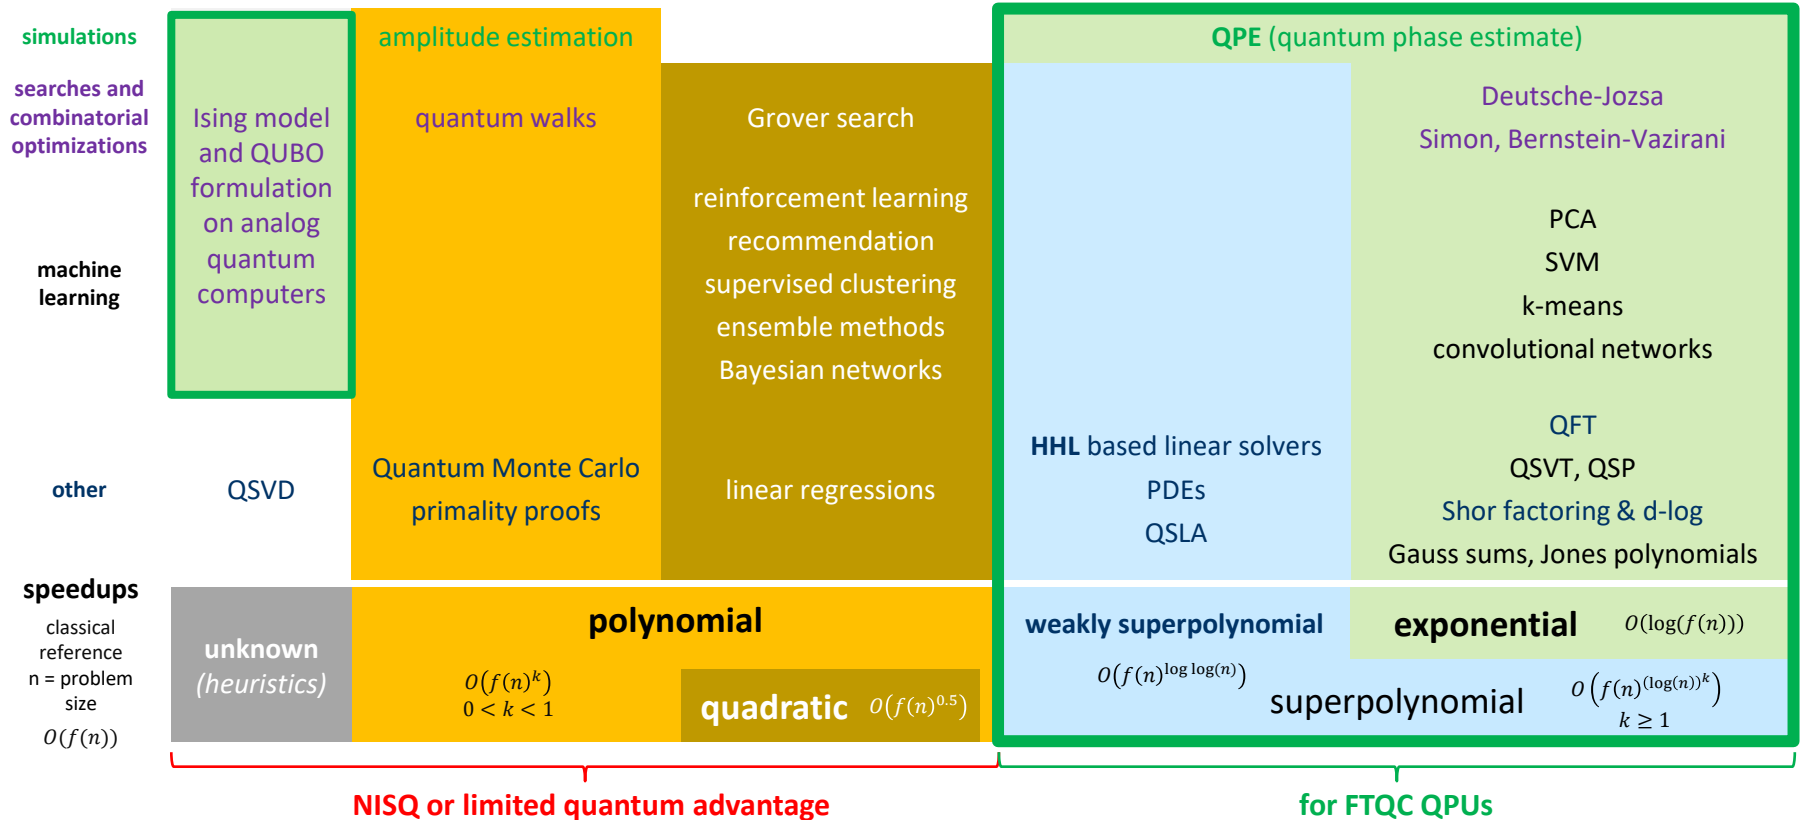 simulations
amplitude estimation
QPE (quantum phase estimate)
searches and
combinatorial
optimizations
Ising model
and QUBO
formulation
on analog
quantum
computers
quantum walks
Grover search
Deutsche-Jozsa
Simon, Bernstein-Vazirani
machine
learning
reinforcement learning
recommendation
supervised clustering
ensemble methods
Bayesian networks
PCA
SVM
k-means
convolutional networks
other
QSVD
Quantum Monte Carlo
primality proofs
linear regressions
HHL based linear solvers
PDEs
QSLA
QFT
QSVT, QSP
Shor factoring & d-log
Gauss sums, Jones polynomials
speedups
classical
reference
n = problem
size
O(f(n))
unknown
(heuristics)
polynomial
O(f(n)^k)
0 < k < 1
quadratic O(f(n)^0.5)
weakly superpolynomial
O(f(n)^log log(n))
exponential O(log(f(n)))
superpolynomial
O(f(n)^(log(n))^k)
k ≥ 1
NISQ or limited quantum advantage
for FTQC QPUs